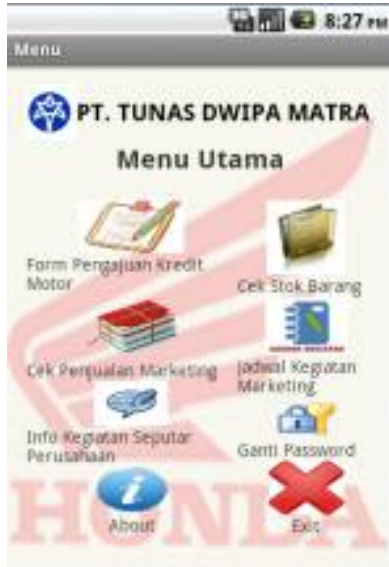 8:27 PM
Menu
PT. TUNAS DWIPA MATRA
Menu Utama
Form Pengajuan Kredit
Motor
Cek Stok Barang
Cek Penjualan Marketing
Jadwal Kegiatan
Marketing
Info Kegiatan Seputar
Perusahaan
Ganti Password
About
Exit
HONDA